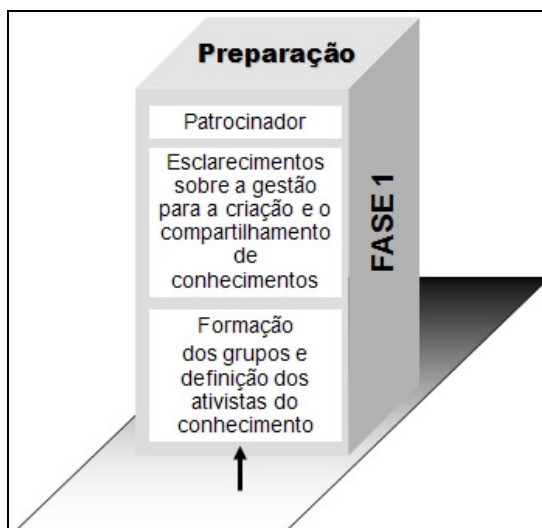 Preparação
Patrocinador
Esclarecimentos
sobre a gestão
para a criação e o
compartilhamento
de
conhecimentos
Formação
dos grupos e
definição dos
ativistas do
conhecimento
FASE 1